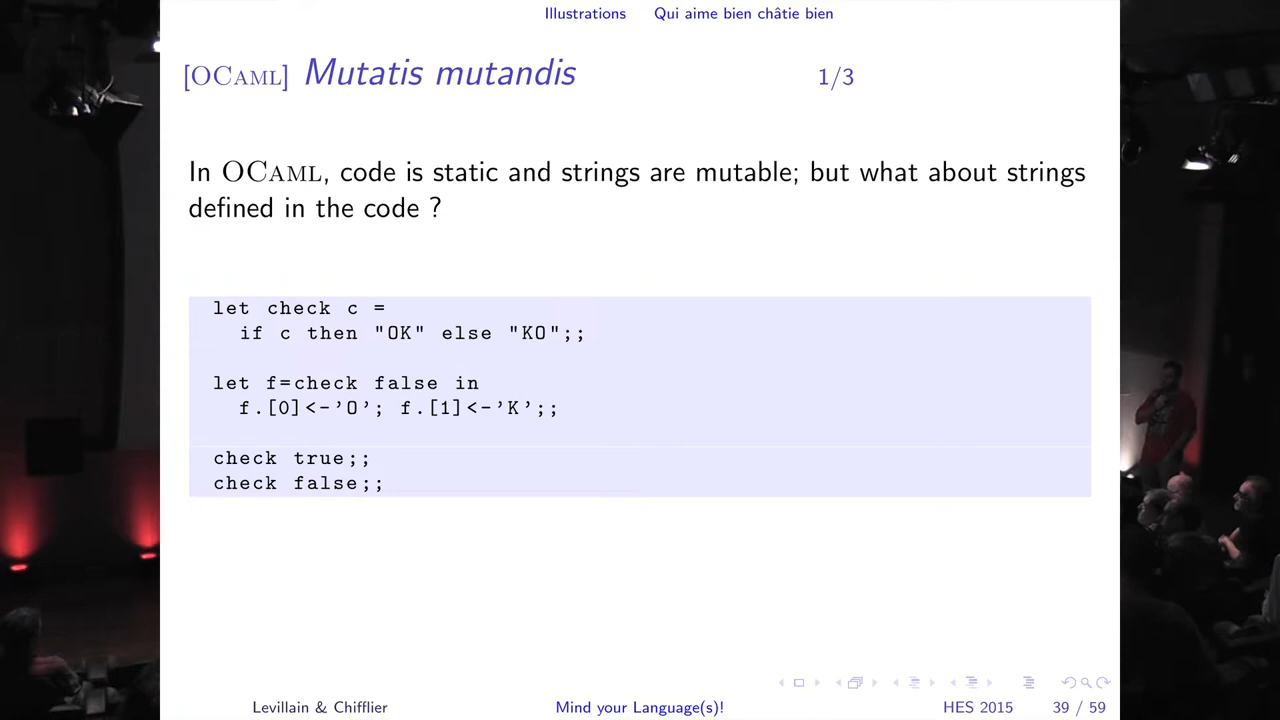 Illustrations Qui aime bien châtie bien
[OCAML] Mutatis mutandis 1/3
In OCAML, code is static and strings are mutable; but what about strings
defined in the code ?
let check c =
if c then "OK" else "KO";;
let f=check false in
f.[0]<-'O'; f.[1]<-'K';;
check true;;
check false;;
Levillain & Chifflier Mind your Language(s)! HES 2015 39 / 59